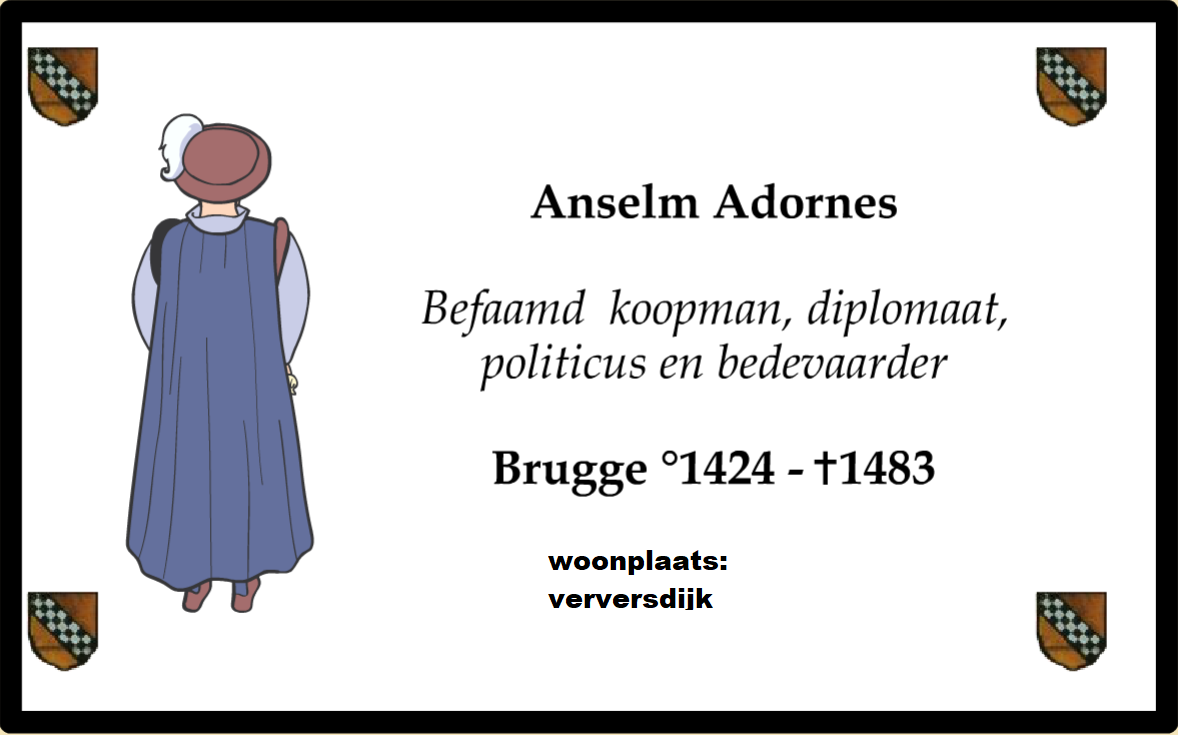 Anselm Adornes
Befaamd koopman, diplomaat,
politicus en bedevaarder
Brugge °1424 - †1483
woonplaats:
verversdijk